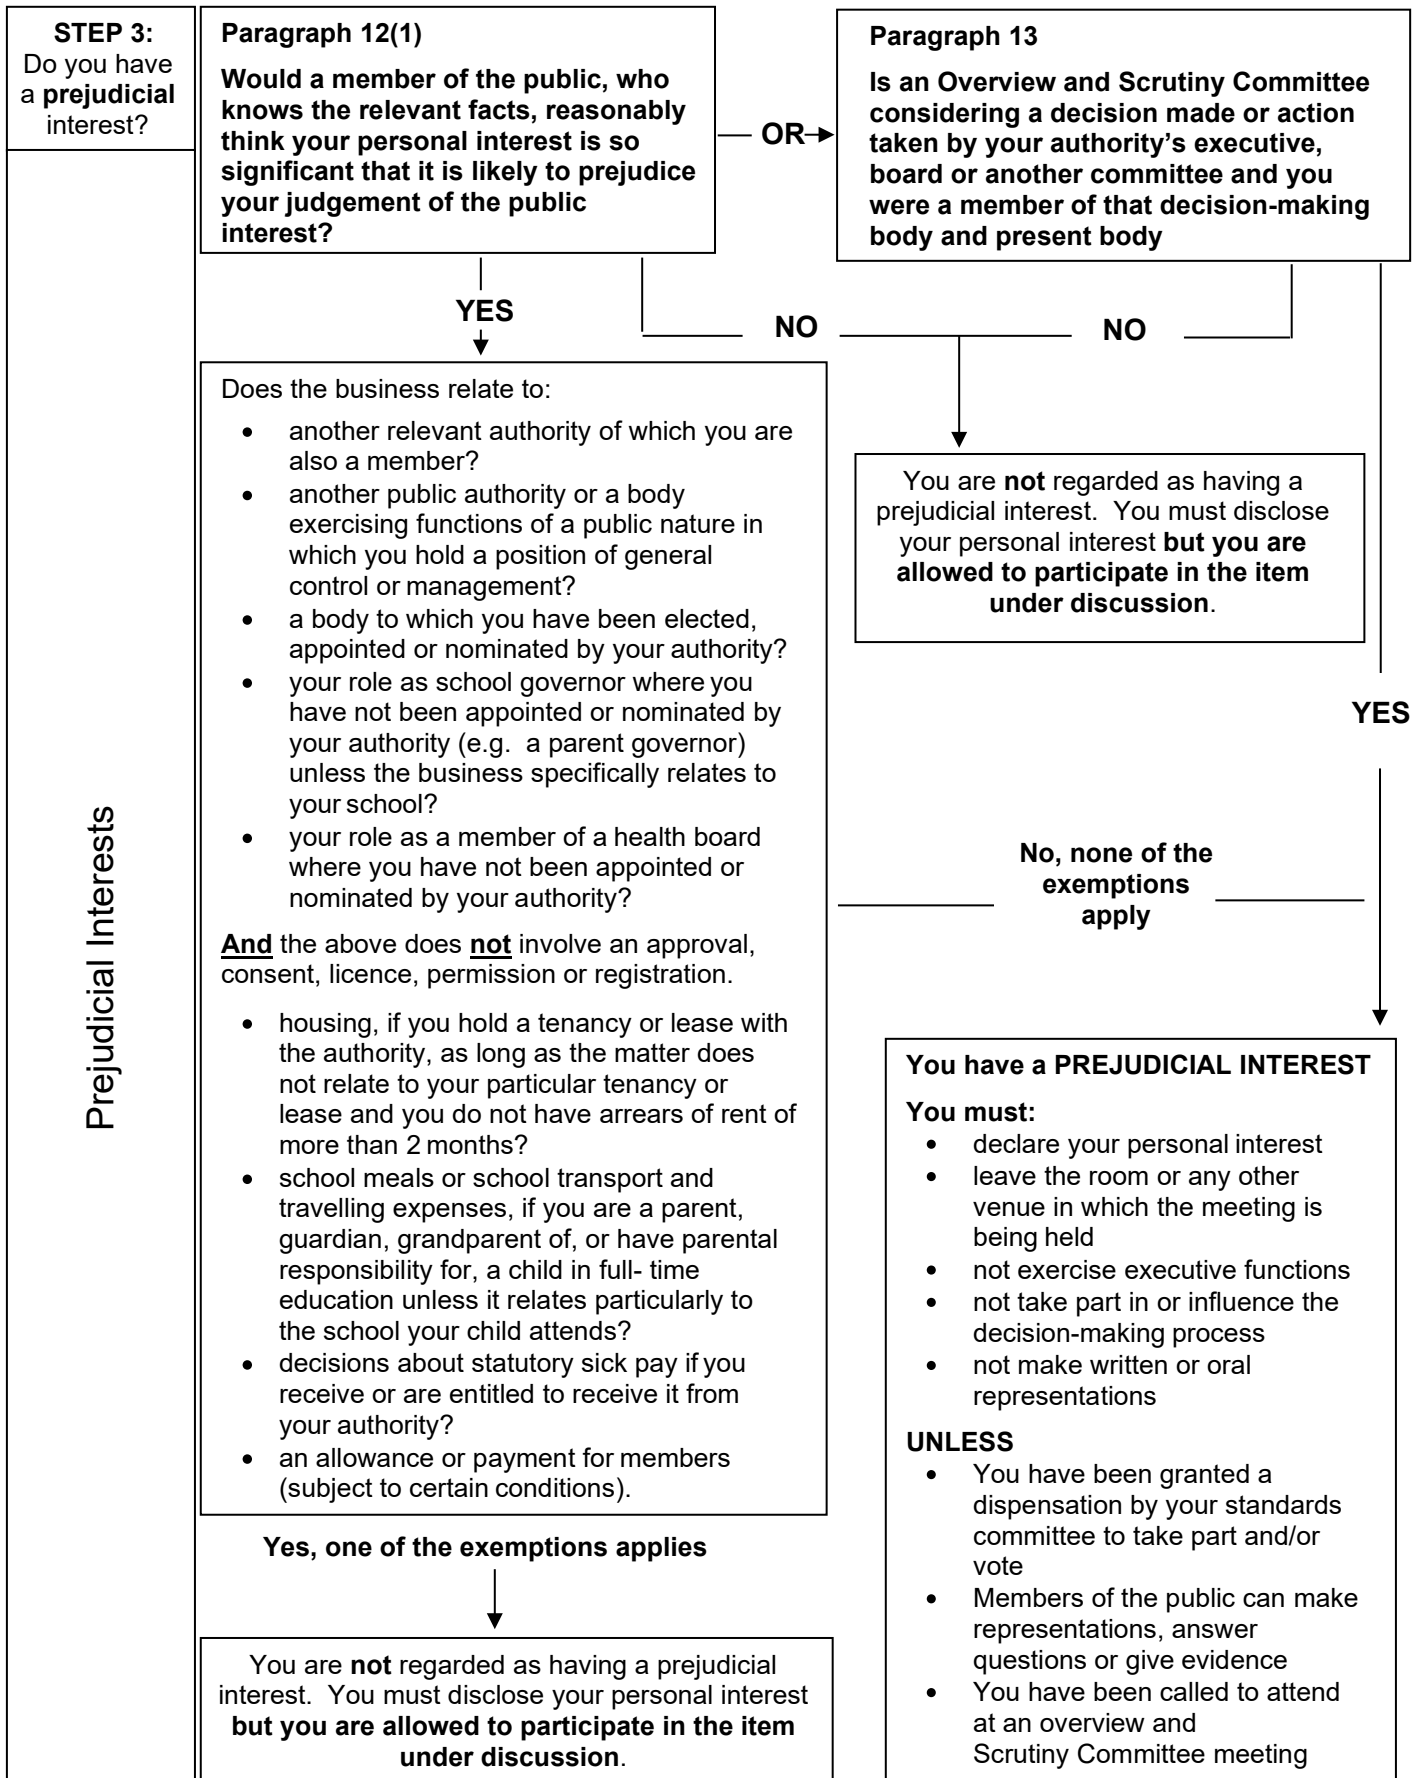 STEP 3:
Do you have
a prejudicial
interest?
Paragraph 12(1)
Would a member of the public, who
knows the relevant facts, reasonably
think your personal interest is so
significant that it is likely to prejudice
your judgement of the public
interest?
OR
Paragraph 13
Is an Overview and Scrutiny Committee
considering a decision made or action
taken by your authority’s executive,
board or another committee and you
were a member of that decision-making
body and present body
YES
NO
NO
Prejudicial Interests
Does the business relate to:
• another relevant authority of which you are
also a member?
• another public authority or a body
exercising functions of a public nature in
which you hold a position of general
control or management?
• a body to which you have been elected,
appointed or nominated by your authority?
• your role as school governor where you
have not been appointed or nominated by
your authority (e.g. a parent governor)
unless the business specifically relates to
your school?
• your role as a member of a health board
where you have not been appointed or
nominated by your authority?
And the above does not involve an approval,
consent, licence, permission or registration.
• housing, if you hold a tenancy or lease with
the authority, as long as the matter does
not relate to your particular tenancy or
lease and you do not have arrears of rent of
more than 2 months?
• school meals or school transport and
travelling expenses, if you are a parent,
guardian, grandparent of, or have parental
responsibility for, a child in full- time
education unless it relates particularly to
the school your child attends?
• decisions about statutory sick pay if you
receive or are entitled to receive it from
your authority?
• an allowance or payment for members
(subject to certain conditions).
You are not regarded as having a
prejudicial interest. You must disclose
your personal interest but you are
allowed to participate in the item
under discussion.
YES
No, none of the
exemptions
apply
You have a PREJUDICIAL INTEREST
You must:
• declare your personal interest
• leave the room or any other
venue in which the meeting is
being held
• not exercise executive functions
• not take part in or influence the
decision-making process
• not make written or oral
representations
UNLESS
• You have been granted a
dispensation by your standards
committee to take part and/or
vote
• Members of the public can make
representations, answer
questions or give evidence
• You have been called to attend
at an overview and
Scrutiny Committee meeting
Yes, one of the exemptions applies
You are not regarded as having a prejudicial
interest. You must disclose your personal interest
but you are allowed to participate in the item
under discussion.